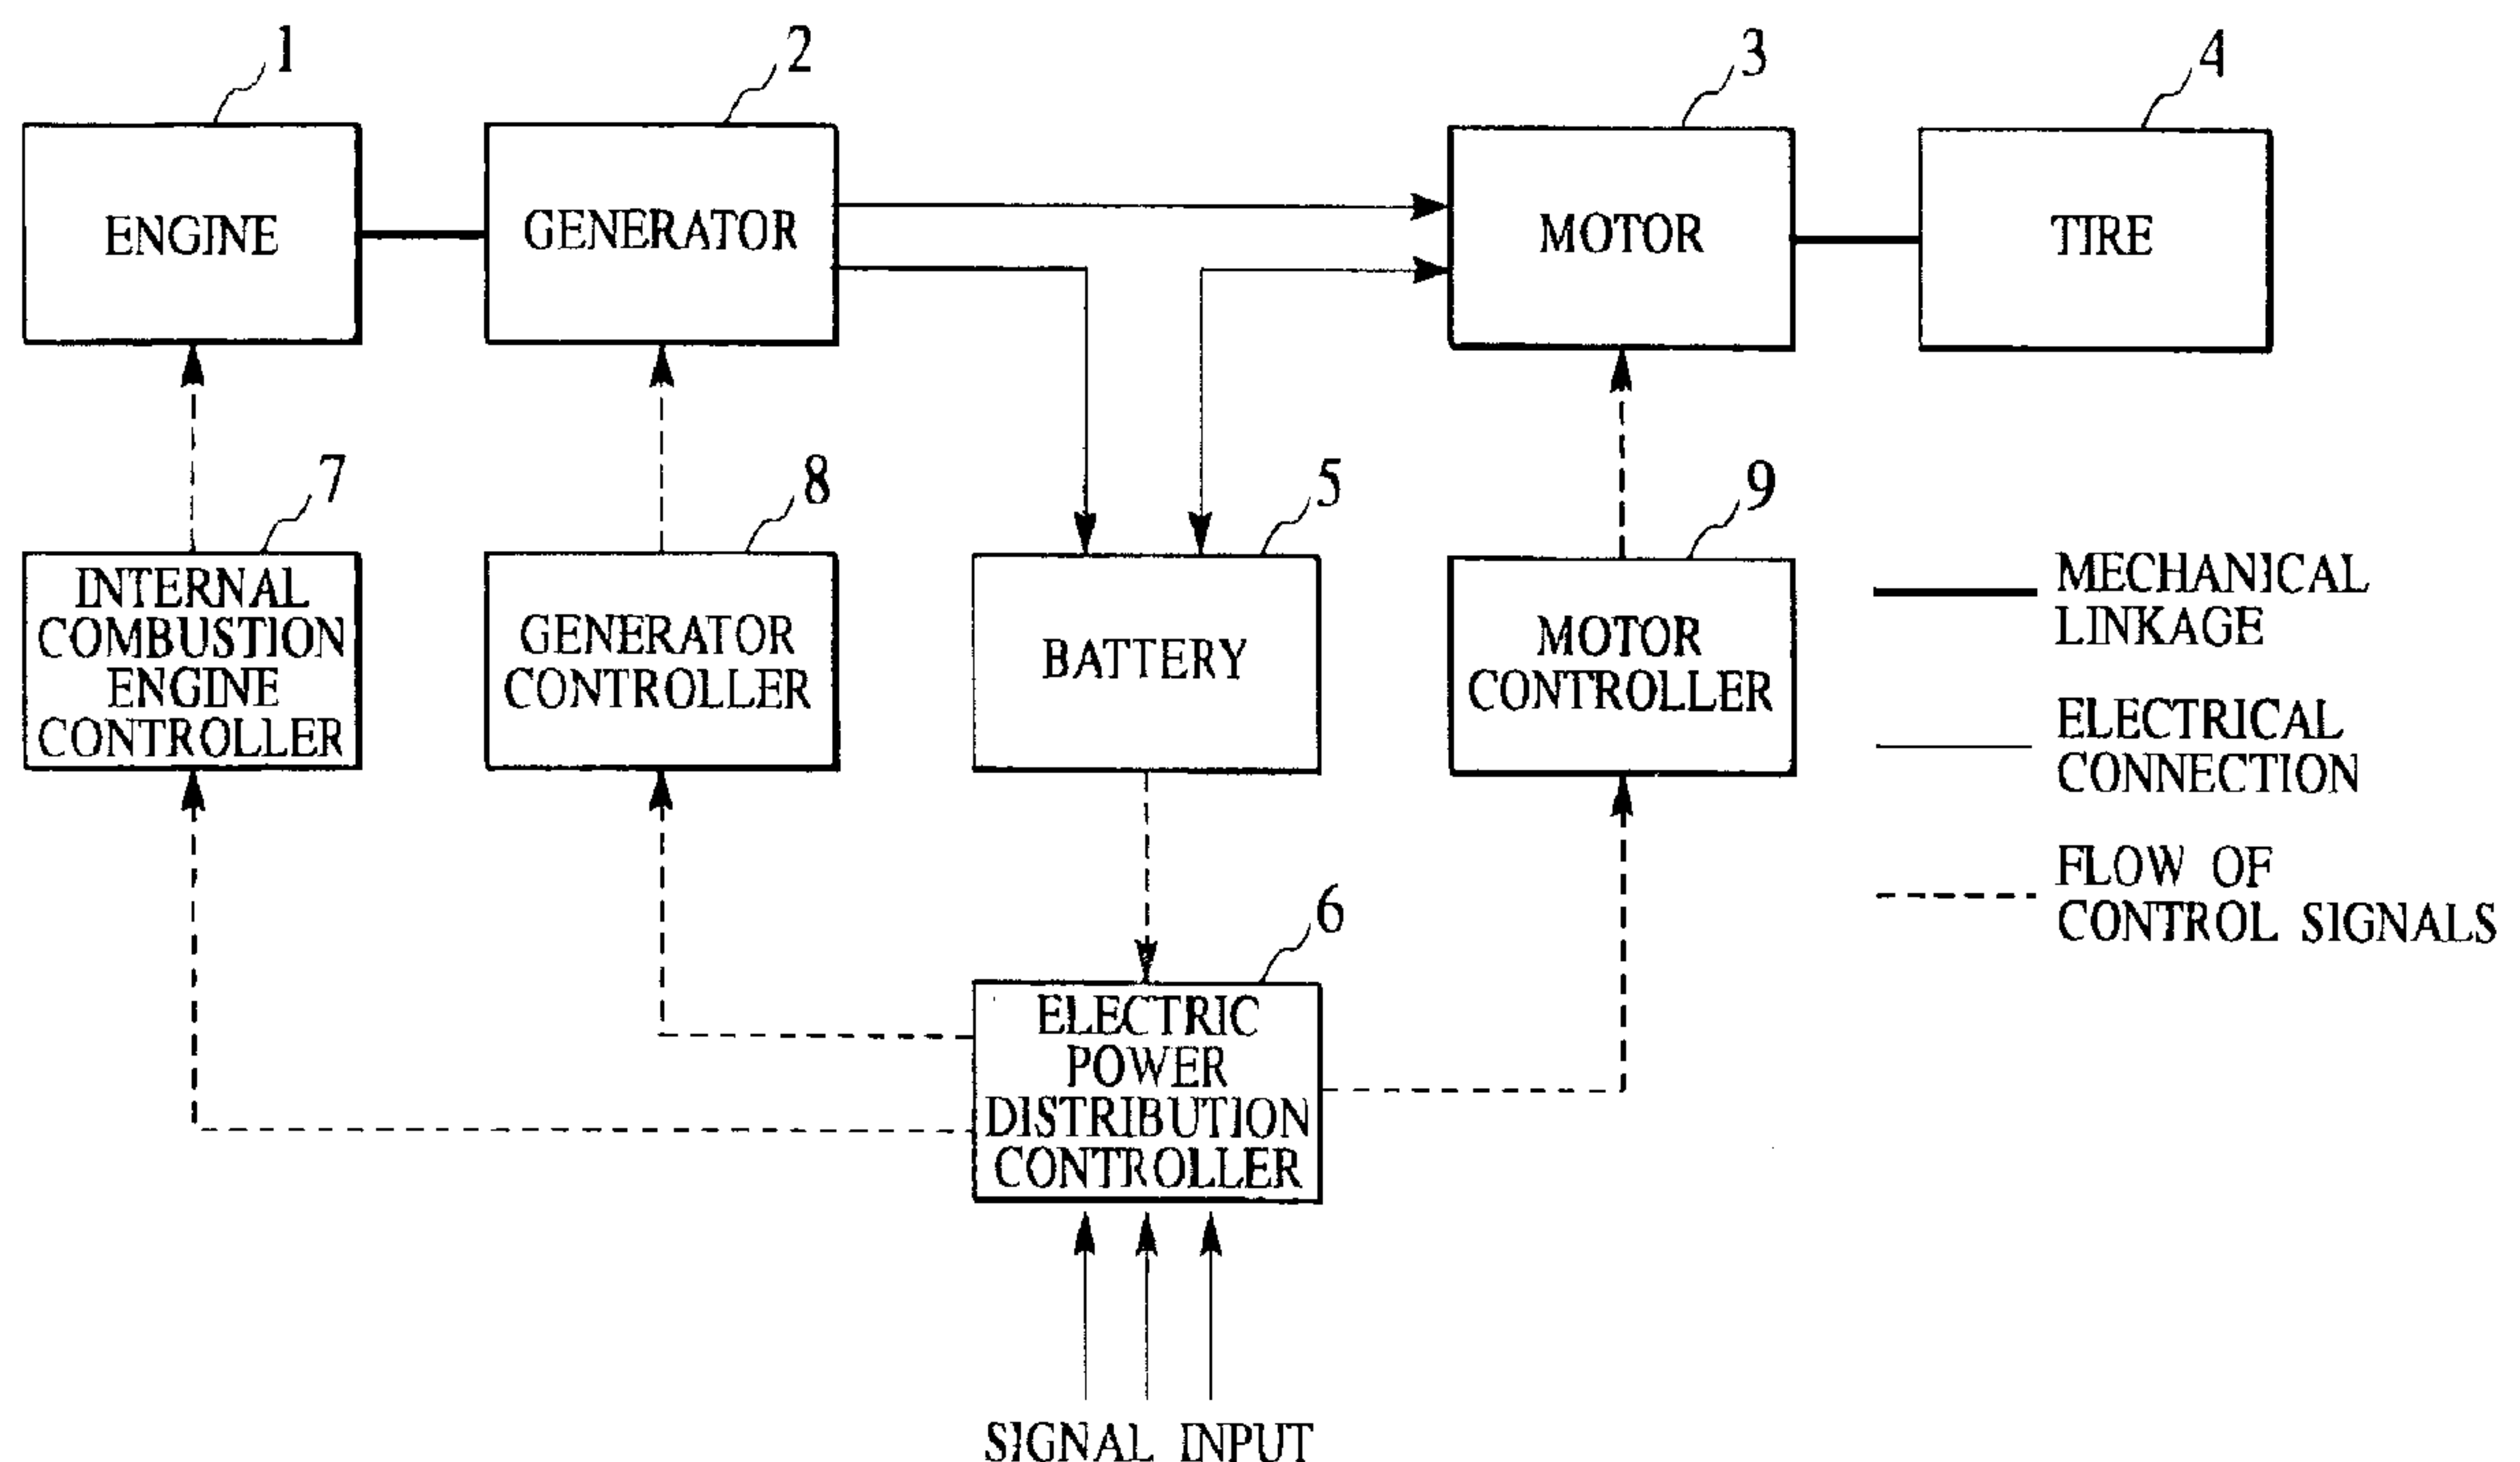 1
2
3
4
ENGINE
GENERATOR
MOTOR
TIRE
7
8
5
9
INTERNAL
COMBUSTION
ENGINE
CONTROLLER
GENERATOR
CONTROLLER
BATTERY
MOTOR
CONTROLLER
MECHANICAL
LINKAGE
ELECTRICAL
CONNECTION
FLOW OF
CONTROL SIGNALS
6
ELECTRIC
POWER
DISTRIBUTION
CONTROLLER
SIGNAL INPUT